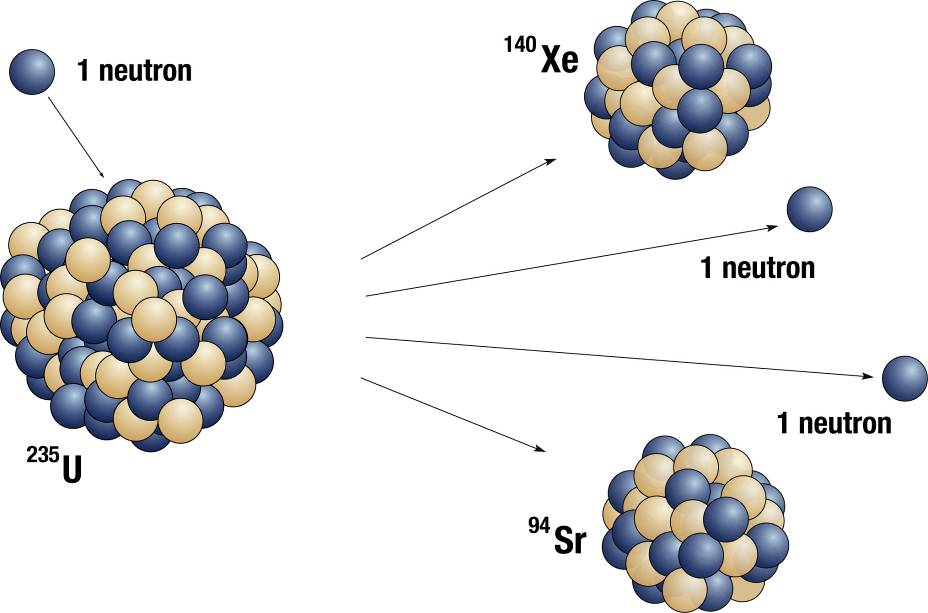 1 neutron
¹⁴⁰Xe
1 neutron
1 neutron
²³⁵U
⁹⁴Sr